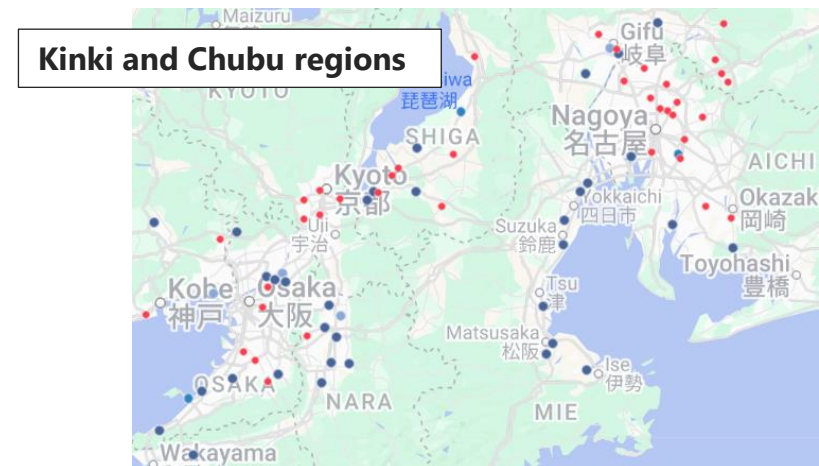 Kinki and Chubu regions
Maizuru
KYOTO
琵琶湖
SHIGA
Gifu
岐阜
Nagoya
名古屋
AICHI
Kyoto
京都
Uji
宇治
Yokkaichi
四日市
Suzuka
鈴鹿
Okazak
岡崎
Toyohashi
豊橋
Kobe
神戸
Osaka
大阪
Tsu
津
Matsusaka
松阪
Ise
伊勢
OSAKA
NARA
MIE
Wakayama